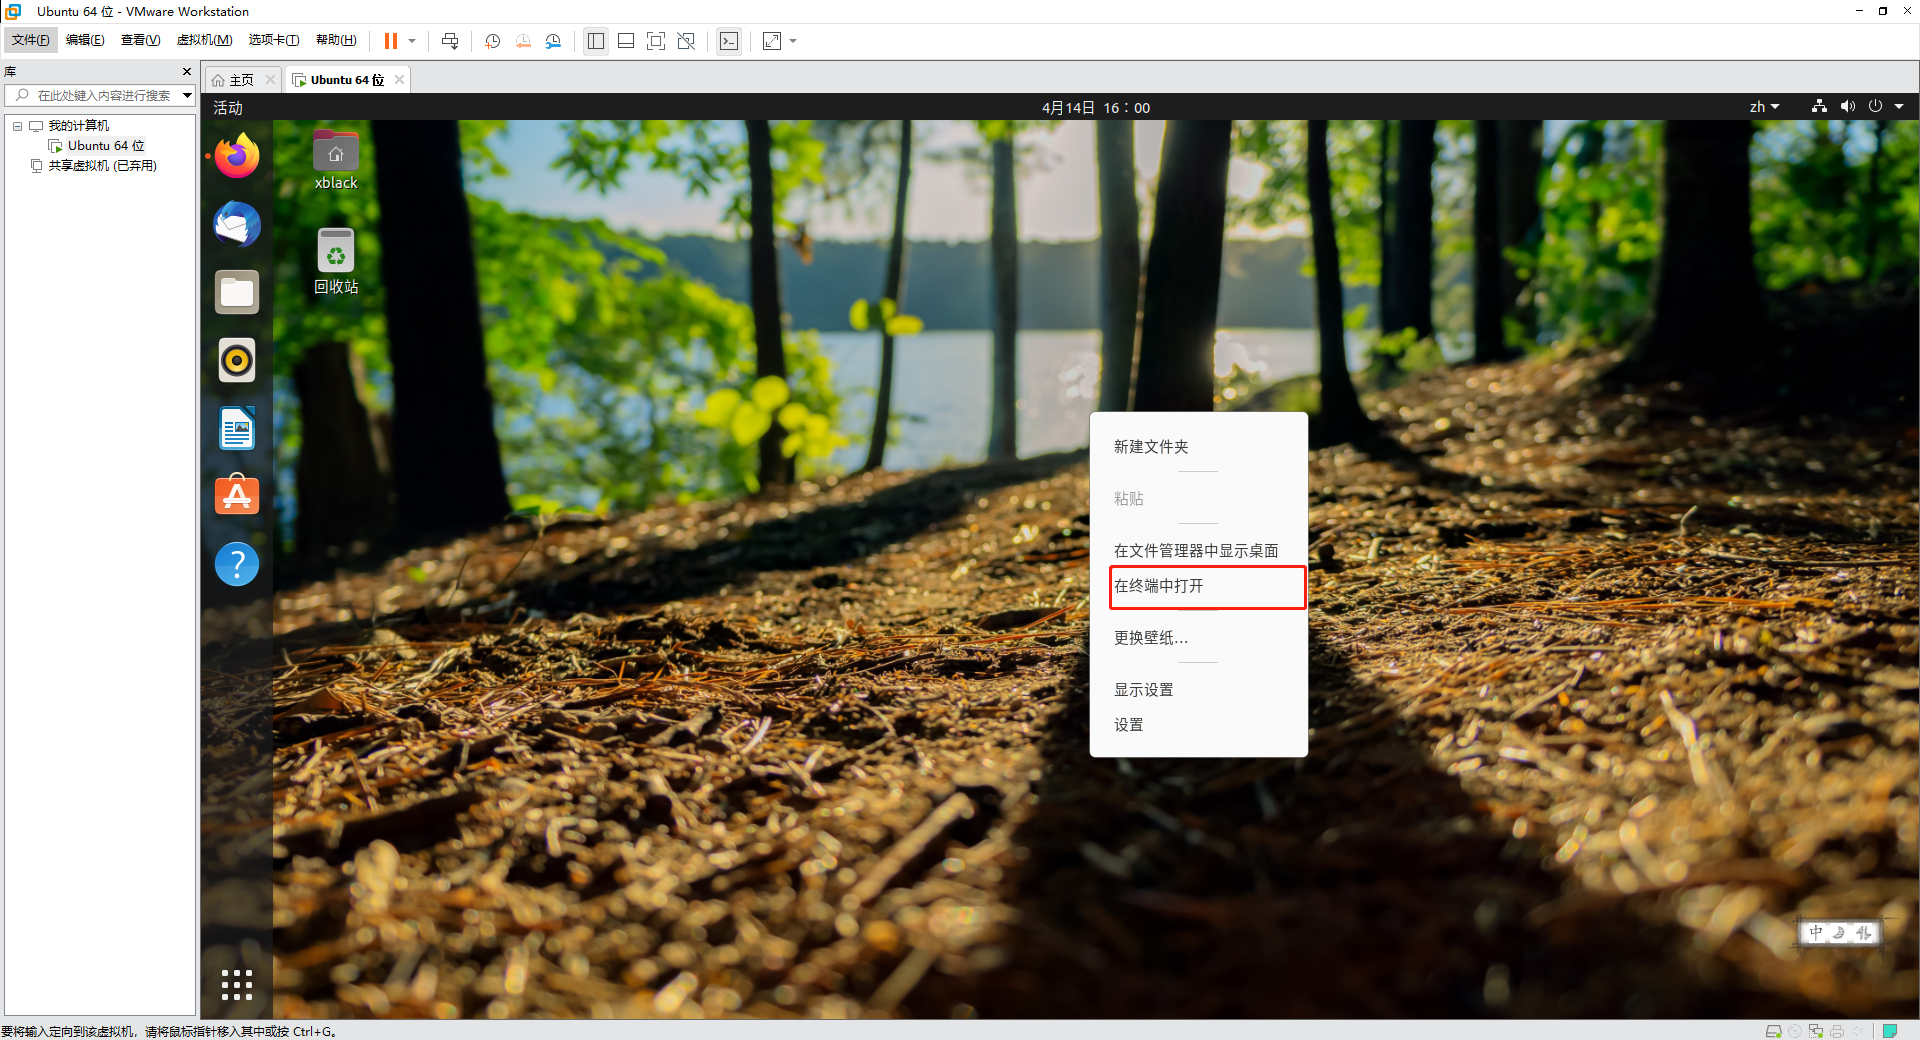 Ubuntu 64 位 - VMware Workstation
文件(F) 编辑(E) 查看(V) 虚拟机(M) 选项卡(T) 帮助(H)
库
在此处键入内容进行搜索
我的计算机
Ubuntu 64 位
共享虚拟机 (已弃用)
主页
Ubuntu 64 位
活动
4月14日 16：00
zh
xblack
回收站
新建文件夹
粘贴
在文件管理器中显示桌面
在终端中打开
更换壁纸...
显示设置
设置
中
要将输入定向到该虚拟机，请将鼠标指针移入其中或按 Ctrl+G。